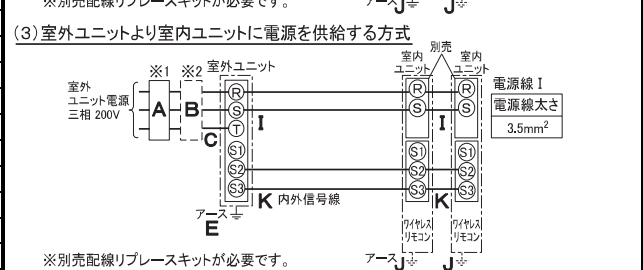 ※別売配線リプレースキットが必要です。
アース J J
(3)室外ユニットより室内ユニットに電源を供給する方式
※1 ※2 室外ユニット
別売
室内ユニット
室内ユニット
室外
ユニット電源
三相 200V
A B C
R
S
T
S1
S2
S3
I
R
S
S1
S2
S3
I
R
S
S1
S2
S3
電源線 I
電源線太さ
3.5mm²
K 内外信号線
K
アース
E
ワイヤレス
リモコン
ワイヤレス
リモコン
※別売配線リプレースキットが必要です。
アース J J